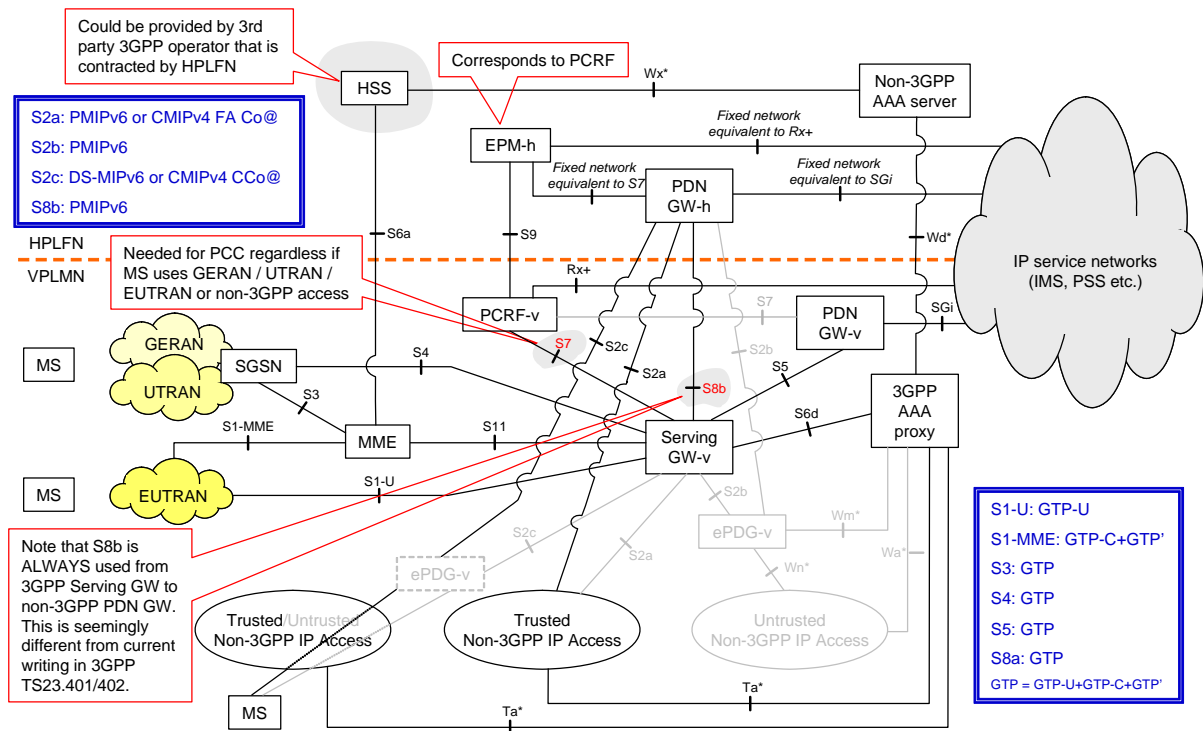 Could be provided by 3rd
party 3GPP operator that is
contracted by HPLFN
Corresponds to PCRF
HSS
Wx*
Non-3GPP
AAA server
S2a: PMIPv6 or CMIPv4 FA Co@
S2b: PMIPv6
S2c: DS-MIPv6 or CMIPv4 CCo@
S8b: PMIPv6
EPM-h
Fixed network
equivalent to Rx+
Fixed network
equivalent to S7
Fixed network
equivalent to SGi
PDN
GW-h
S6a
S9
Wd*
HPLFN
VPLMN
Needed for PCC regardless if
MS uses GERAN / UTRAN /
EUTRAN or non-3GPP access
Rx+
IP service networks
(IMS, PSS etc.)
PCRF-v
S7
PDN
GW-v
SGi
GERAN
UTRAN
MS
SGSN
S4
S7
S2c
S2b
S2a
S5
S8b
S3
3GPP
AAA
proxy
S1-MME
MME
S11
Serving
GW-v
S6d
MS
EUTRAN
S1-U
S2b
S2c
S2a
ePDG-v
Wm*
Wa*
Wn*
ePDG-v
Note that S8b is
ALWAYS used from
3GPP Serving GW to
non-3GPP PDN GW.
This is seemingly
different from current
writing in 3GPP
TS23.401/402.
Trusted/Untrusted
Non-3GPP IP Access
Trusted
Non-3GPP IP Access
Untrusted
Non-3GPP IP Access
S1-U: GTP-U
S1-MME: GTP-C+GTP'
S3: GTP
S4: GTP
S5: GTP
S8a: GTP
GTP = GTP-U+GTP-C+GTP'
MS
Ta*
Ta*